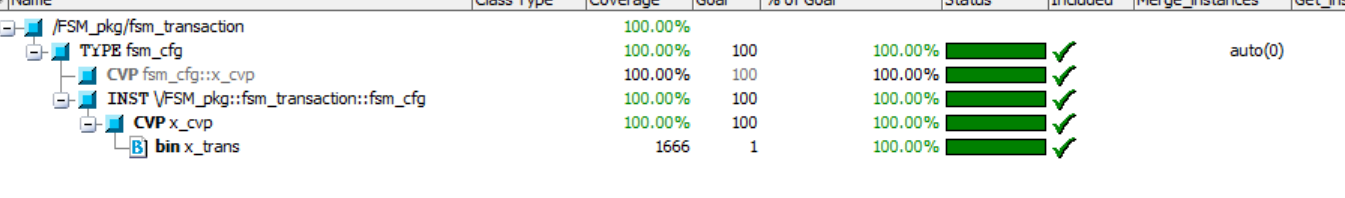 Name Class Type Coverage Goal % of Goal Status Included Merge_instances Get_ins
/FSM_pkg/fsm_transaction 100.00%
TYPE fsm_cfg 100.00% 100 100.00% auto(0)
CVP fsm_cfg::x_cvp 100.00% 100 100.00%
INST \/FSM_pkg::fsm_transaction::fsm_cfg 100.00% 100 100.00%
CVP x_cvp 100.00% 100 100.00%
B] bin x_trans 1666 1 100.00%